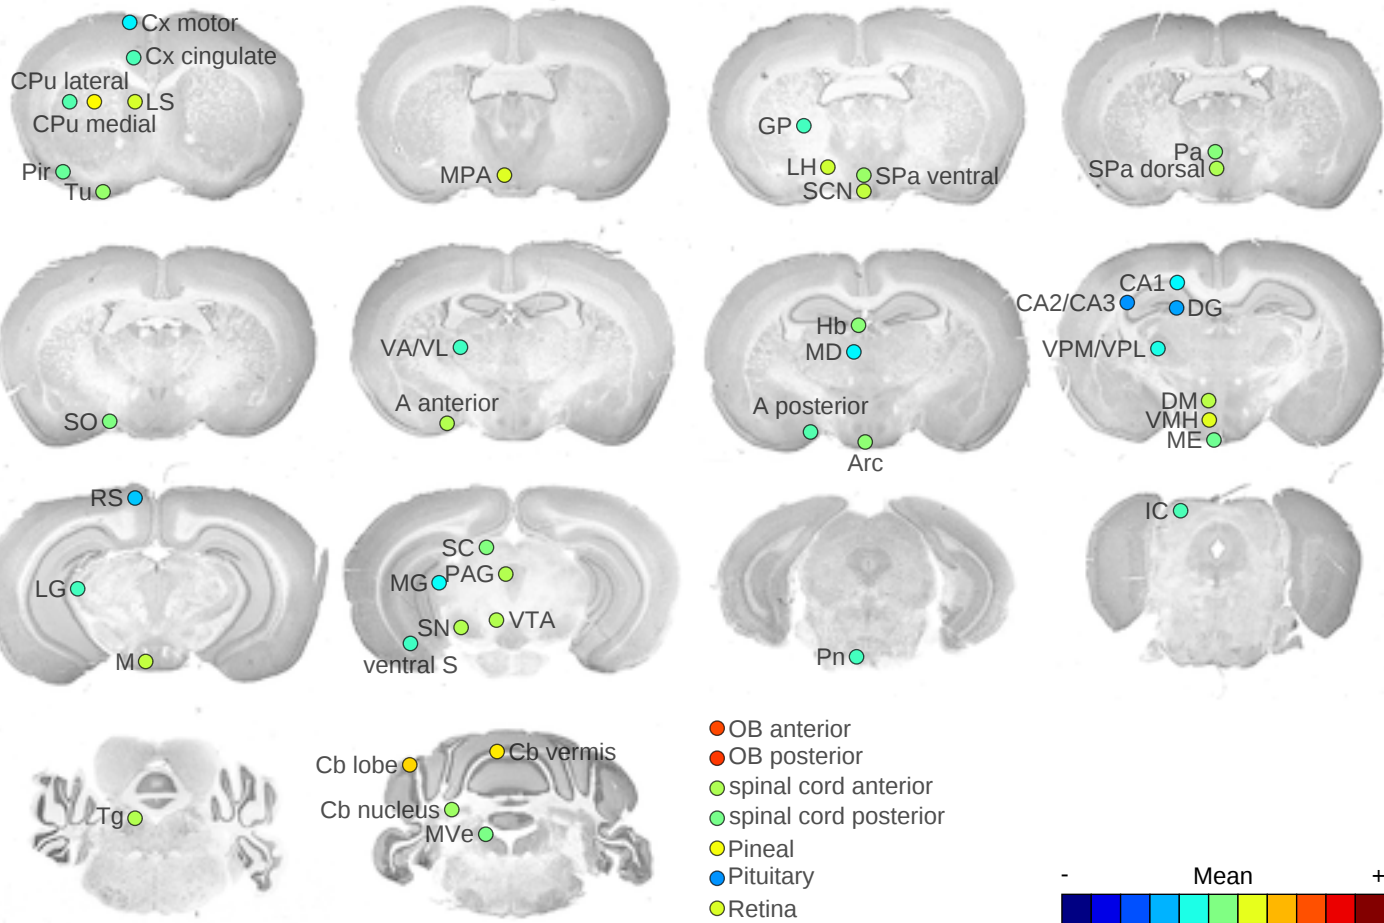 Cx motor
Cx cingulate
CPu lateral
LS
CPu medial
Pir
Tu
MPA
GP
LH
SPa ventral
SCN
Pa
SPa dorsal
SO
VA/VL
A anterior
Hb
MD
A posterior
Arc
CA1
CA2/CA3
DG
VPM/VPL
DM
VMH
ME
RS
LG
M
SC
MG
PAG
SN
VTA
ventral S
Pn
IC
Tg
Cb lobe
Cb vermis
Cb nucleus
MVe
OB anterior
OB posterior
spinal cord anterior
spinal cord posterior
Pineal
Pituitary
Retina
- Mean +